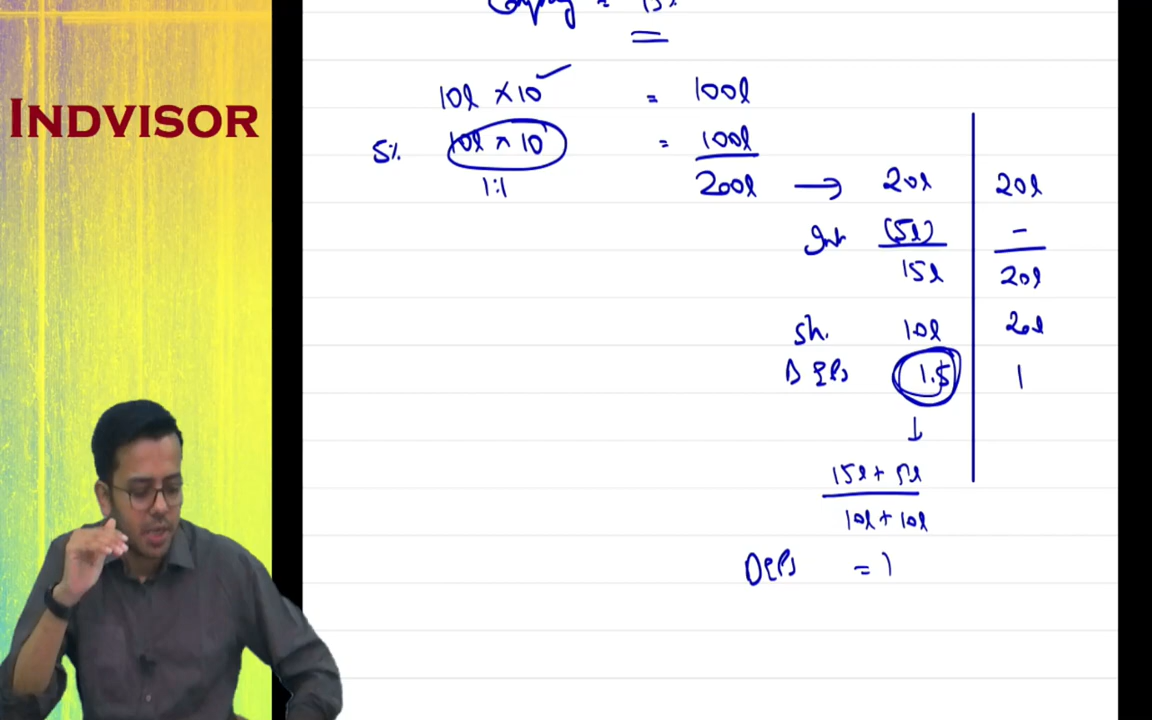 INDVISOR
10l × 10 ✓ = 100l
5% 10l × 10 = 100l
1:1 200l → 20l 20l
Int (5l) -
15l 20l
Sh. 10l 20l
EPS 1.5 1
↓
15l + 5l
10l + 10l
DEPS = 1